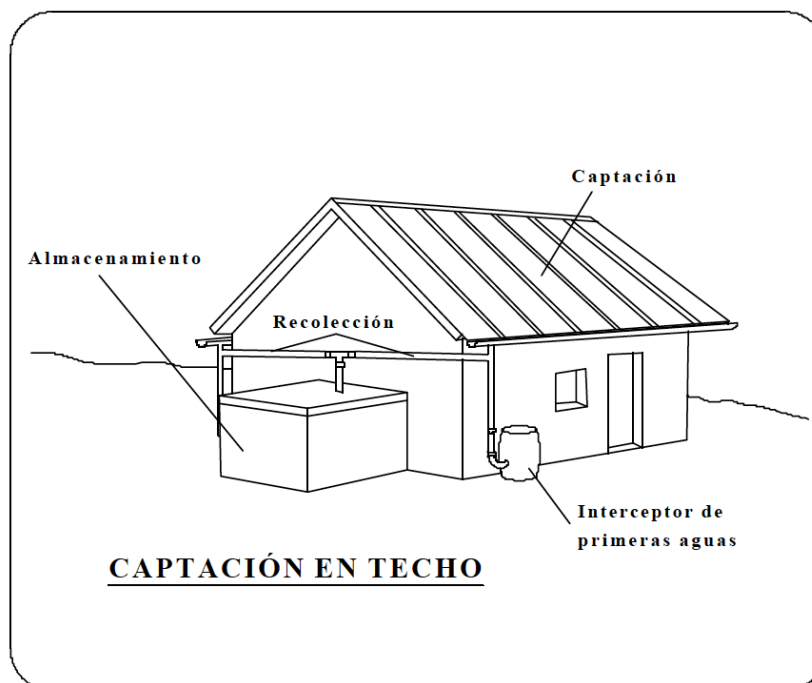 Captación
Almacenamiento
Recolección
Interceptor de
primeras aguas
CAPTACIÓN EN TECHO